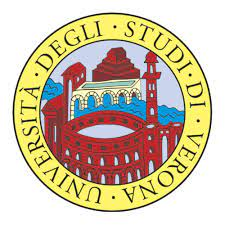 UNIVERSITÀ · DEGLI · STUDI · DI · VERONA ·